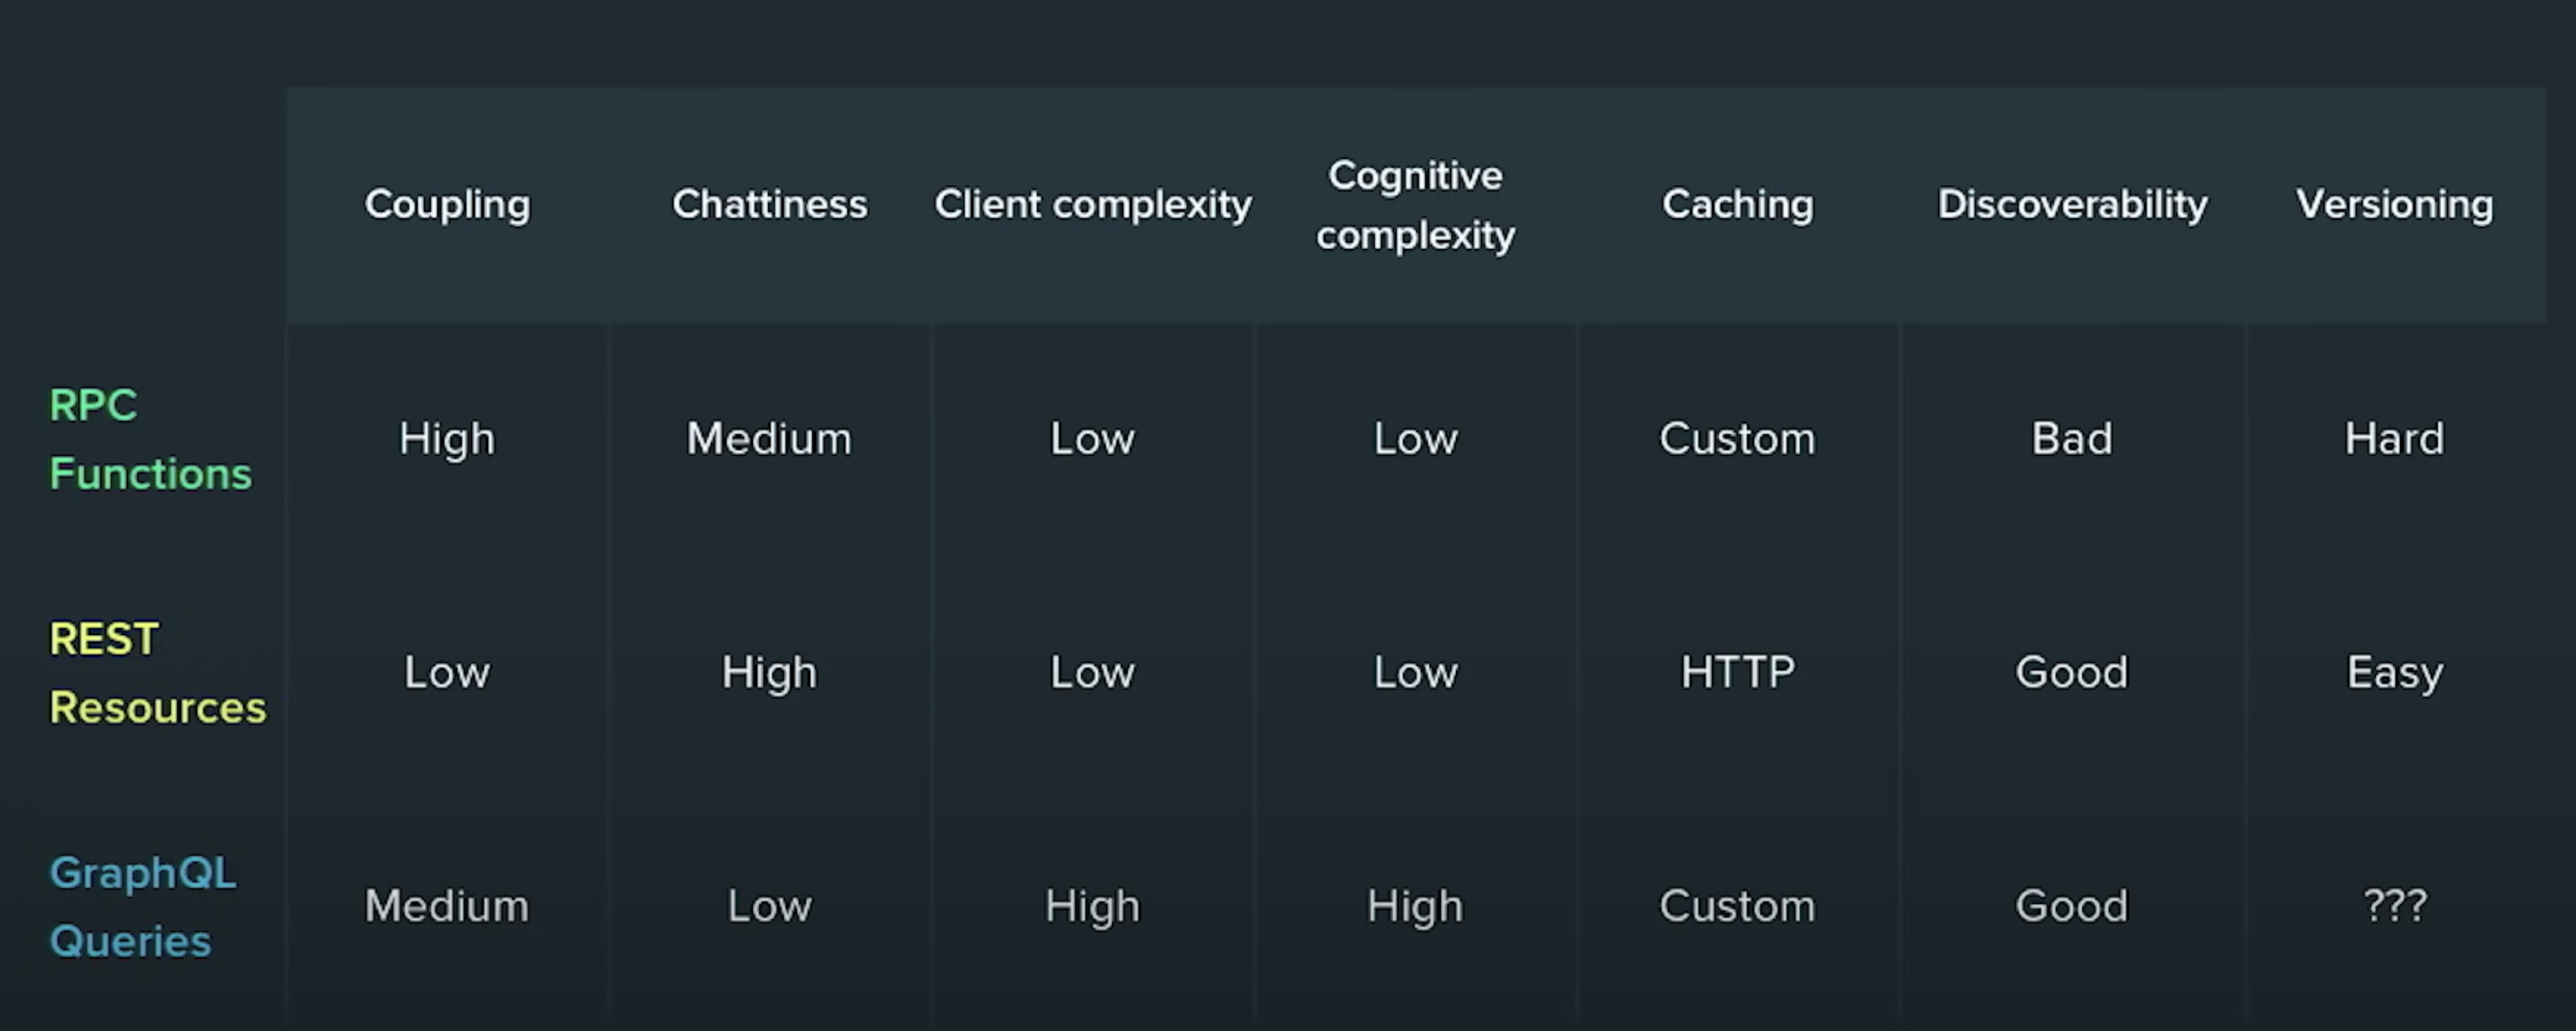 Coupling Chattiness Client complexity Cognitive complexity Caching Discoverability Versioning
RPC Functions High Medium Low Low Custom Bad Hard
REST Resources Low High Low Low HTTP Good Easy
GraphQL Queries Medium Low High High Custom Good ???